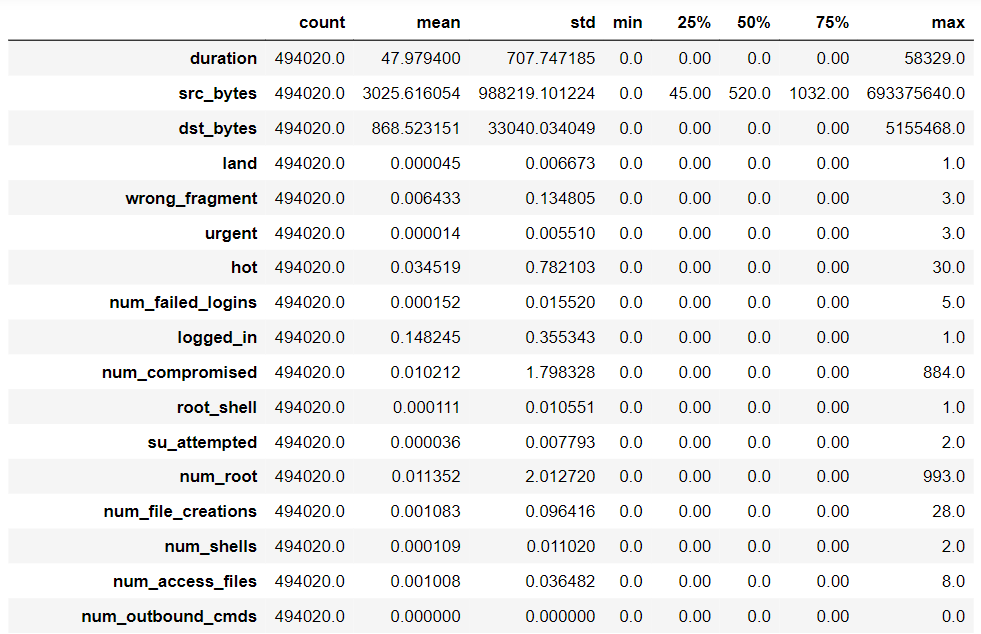 count mean std min 25% 50% 75% max
duration 494020.0 47.979400 707.747185 0.0 0.00 0.0 0.00 58329.0
src_bytes 494020.0 3025.616054 988219.101224 0.0 45.00 520.0 1032.00 693375640.0
dst_bytes 494020.0 868.523151 33040.034049 0.0 0.00 0.0 0.00 5155468.0
land 494020.0 0.000045 0.006673 0.0 0.00 0.0 0.00 1.0
wrong_fragment 494020.0 0.006433 0.134805 0.0 0.00 0.0 0.00 3.0
urgent 494020.0 0.000014 0.005510 0.0 0.00 0.0 0.00 3.0
hot 494020.0 0.034519 0.782103 0.0 0.00 0.0 0.00 30.0
num_failed_logins 494020.0 0.000152 0.015520 0.0 0.00 0.0 0.00 5.0
logged_in 494020.0 0.148245 0.355343 0.0 0.00 0.0 0.00 1.0
num_compromised 494020.0 0.010212 1.798328 0.0 0.00 0.0 0.00 884.0
root_shell 494020.0 0.000111 0.010551 0.0 0.00 0.0 0.00 1.0
su_attempted 494020.0 0.000036 0.007793 0.0 0.00 0.0 0.00 2.0
num_root 494020.0 0.011352 2.012720 0.0 0.00 0.0 0.00 993.0
num_file_creations 494020.0 0.001083 0.096416 0.0 0.00 0.0 0.00 28.0
num_shells 494020.0 0.000109 0.011020 0.0 0.00 0.0 0.00 2.0
num_access_files 494020.0 0.001008 0.036482 0.0 0.00 0.0 0.00 8.0
num_outbound_cmds 494020.0 0.000000 0.000000 0.0 0.00 0.0 0.00 0.0